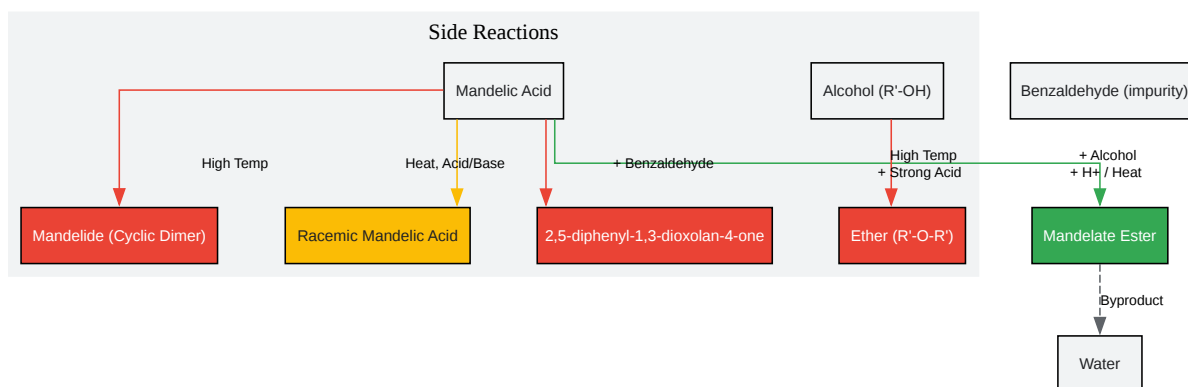 Side Reactions
Mandelic Acid
Alcohol (R'-OH)
Benzaldehyde (impurity)
High Temp
Heat, Acid/Base
+ Benzaldehyde
High Temp
+ Strong Acid
+ Alcohol
+ H+ / Heat
Mandelide (Cyclic Dimer)
Racemic Mandelic Acid
2,5-diphenyl-1,3-dioxolan-4-one
Ether (R'-O-R')
Mandelate Ester
Byproduct
Water